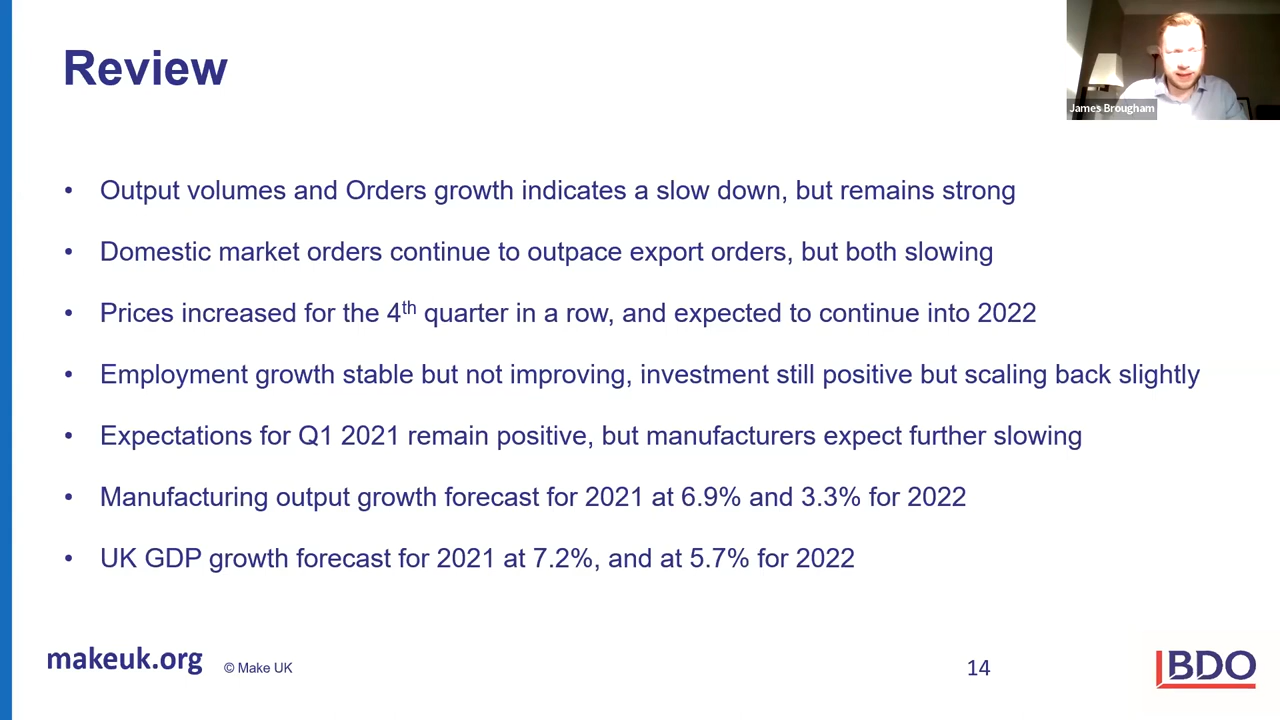 Review
James Brougham
• Output volumes and Orders growth indicates a slow down, but remains strong
• Domestic market orders continue to outpace export orders, but both slowing
• Prices increased for the 4th quarter in a row, and expected to continue into 2022
• Employment growth stable but not improving, investment still positive but scaling back slightly
• Expectations for Q1 2021 remain positive, but manufacturers expect further slowing
• Manufacturing output growth forecast for 2021 at 6.9% and 3.3% for 2022
• UK GDP growth forecast for 2021 at 7.2%, and at 5.7% for 2022
makeuk.org © Make UK 14 BDO